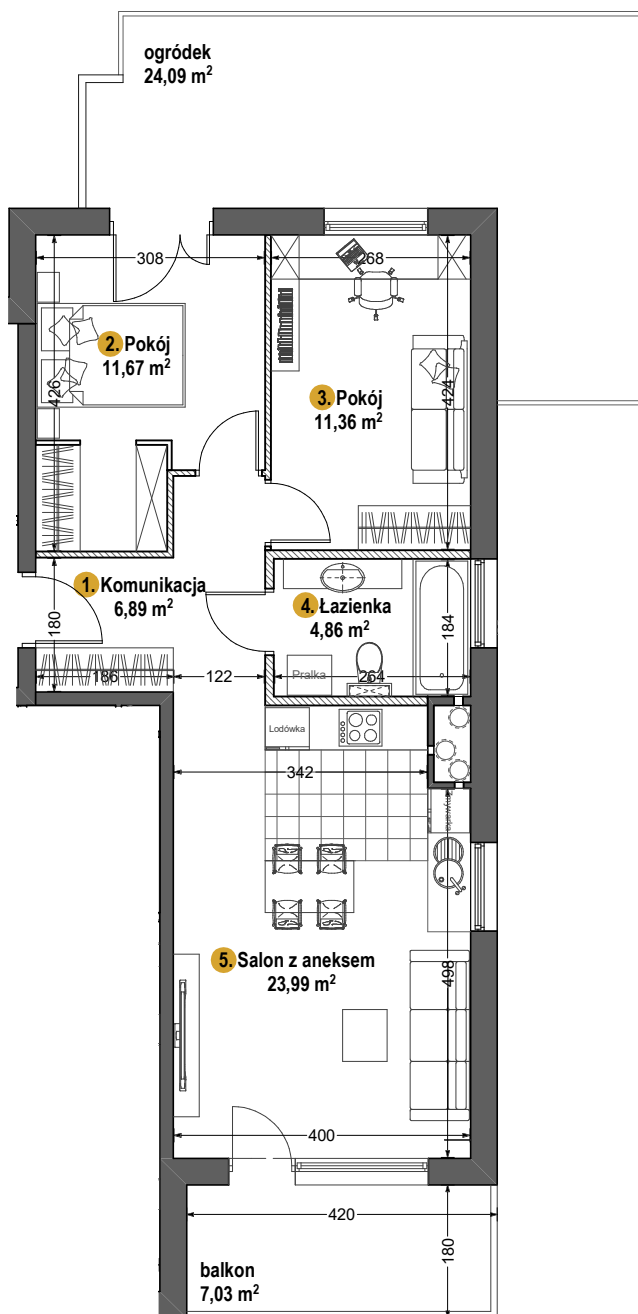 ogródek
24,09 m²
308
268
2. Pokój
11,67 m²
426
3. Pokój
11,36 m²
424
1. Komunikacja
6,89 m²
180
4. Łazienka
4,86 m²
184
186
122
Pralka
264
Lodówka
342
Zmywarka
5. Salon z aneksem
23,99 m²
498
400
420
180
balkon
7,03 m²